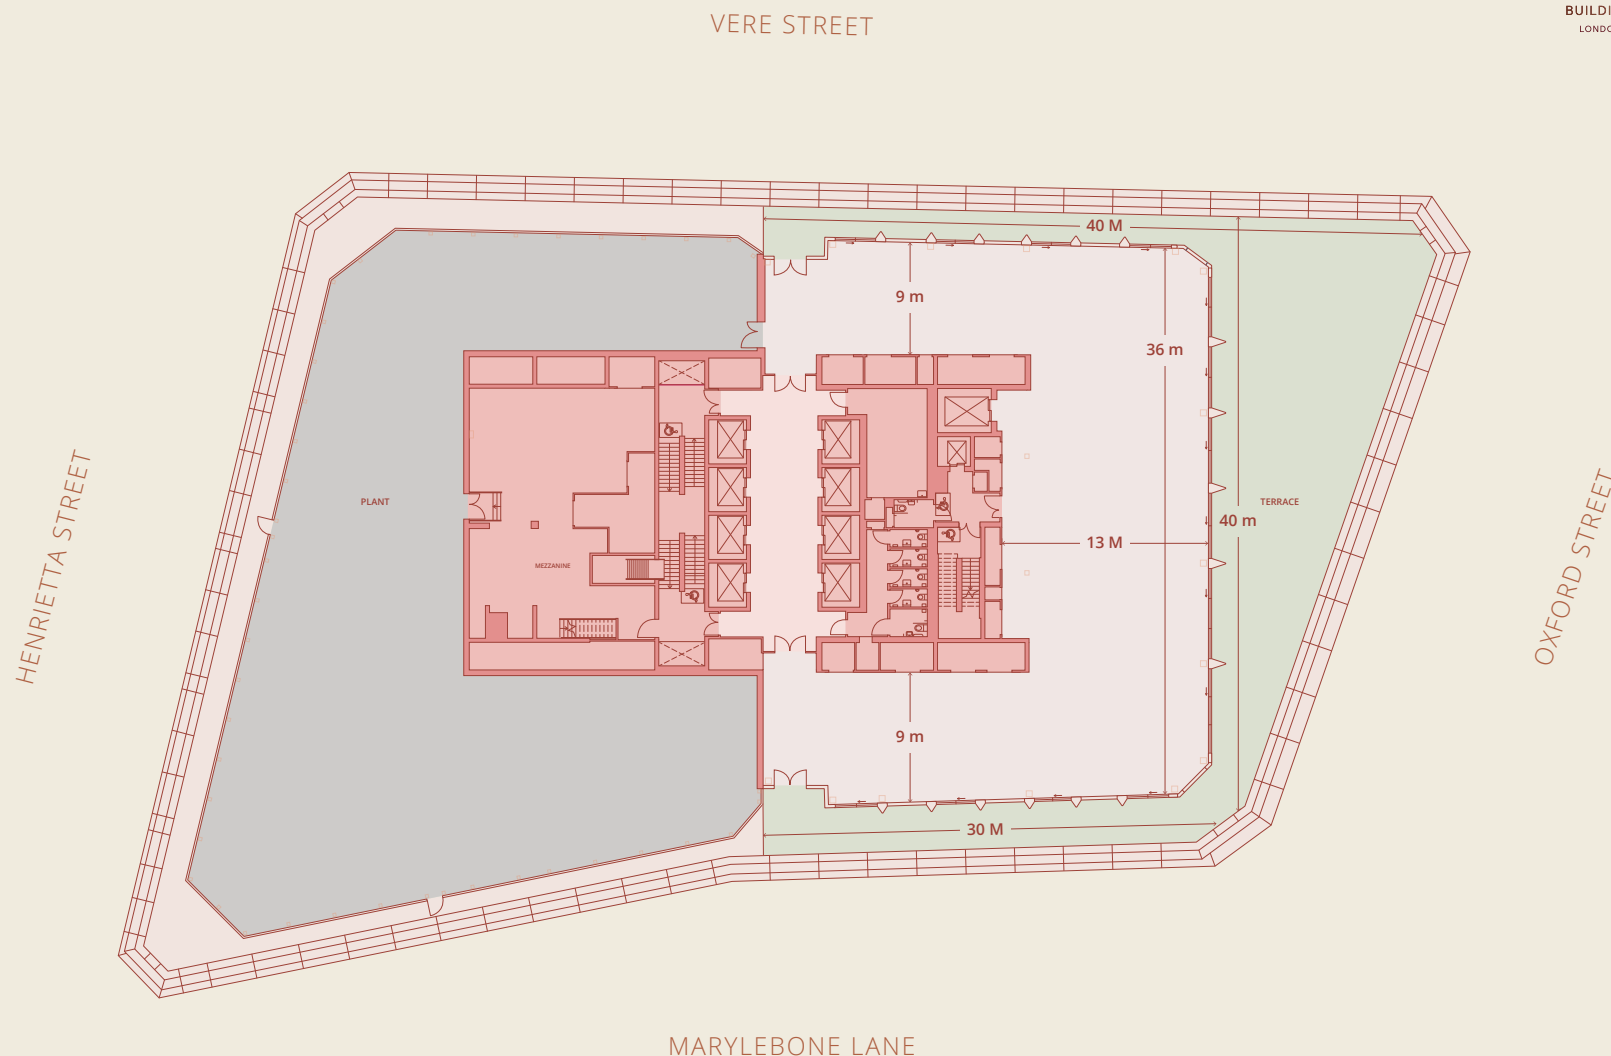 VERE STREET
BUILDI
LONDO
40 M
9 m
36 m
PLANT
TERRACE
40 m
13 M
MEZZANINE
HENRIETTA STREET
OXFORD STREET
9 m
30 M
MARYLEBONE LANE